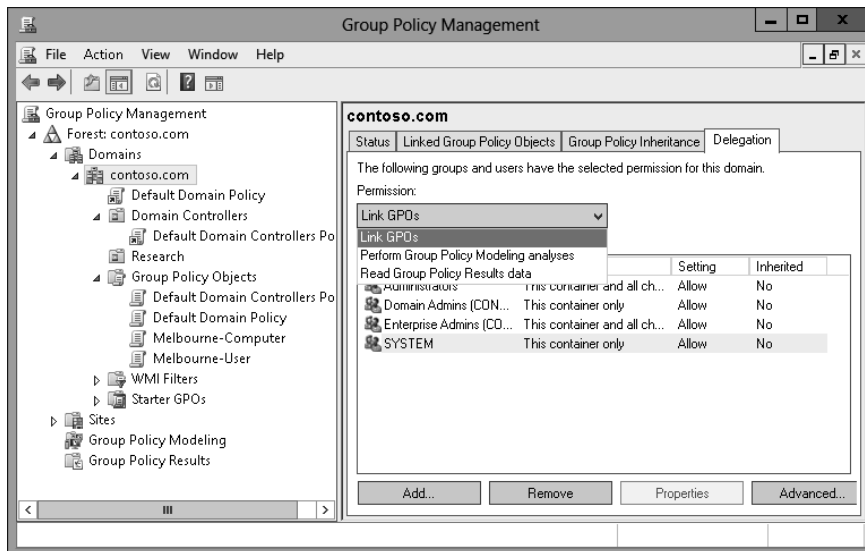 Group Policy Management
File Action View Window Help
Group Policy Management
Forest: contoso.com
Domains
contoso.com
Default Domain Policy
Domain Controllers
Default Domain Controllers Po
Research
Group Policy Objects
Default Domain Controllers Po
Default Domain Policy
Melbourne-Computer
Melbourne-User
WMI Filters
Starter GPOs
Sites
Group Policy Modeling
Group Policy Results
contoso.com
Status Linked Group Policy Objects Group Policy Inheritance Delegation
The following groups and users have the selected permission for this domain.
Permission:
Link GPOs
Link GPOs
Perform Group Policy Modeling analyses
Read Group Policy Results data
Setting Inherited
Administrators This container and all ch... Allow No
Domain Admins (CON... This container only Allow No
Enterprise Admins (CO... This container and all ch... Allow No
SYSTEM This container only Allow No
Add... Remove Properties Advanced...